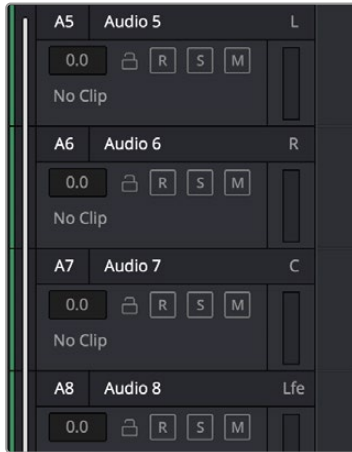 A5 Audio 5 L
0.0 R S M
No Clip
A6 Audio 6 R
0.0 R S M
No Clip
A7 Audio 7 C
0.0 R S M
No Clip
A8 Audio 8 Lfe
0.0 R S M